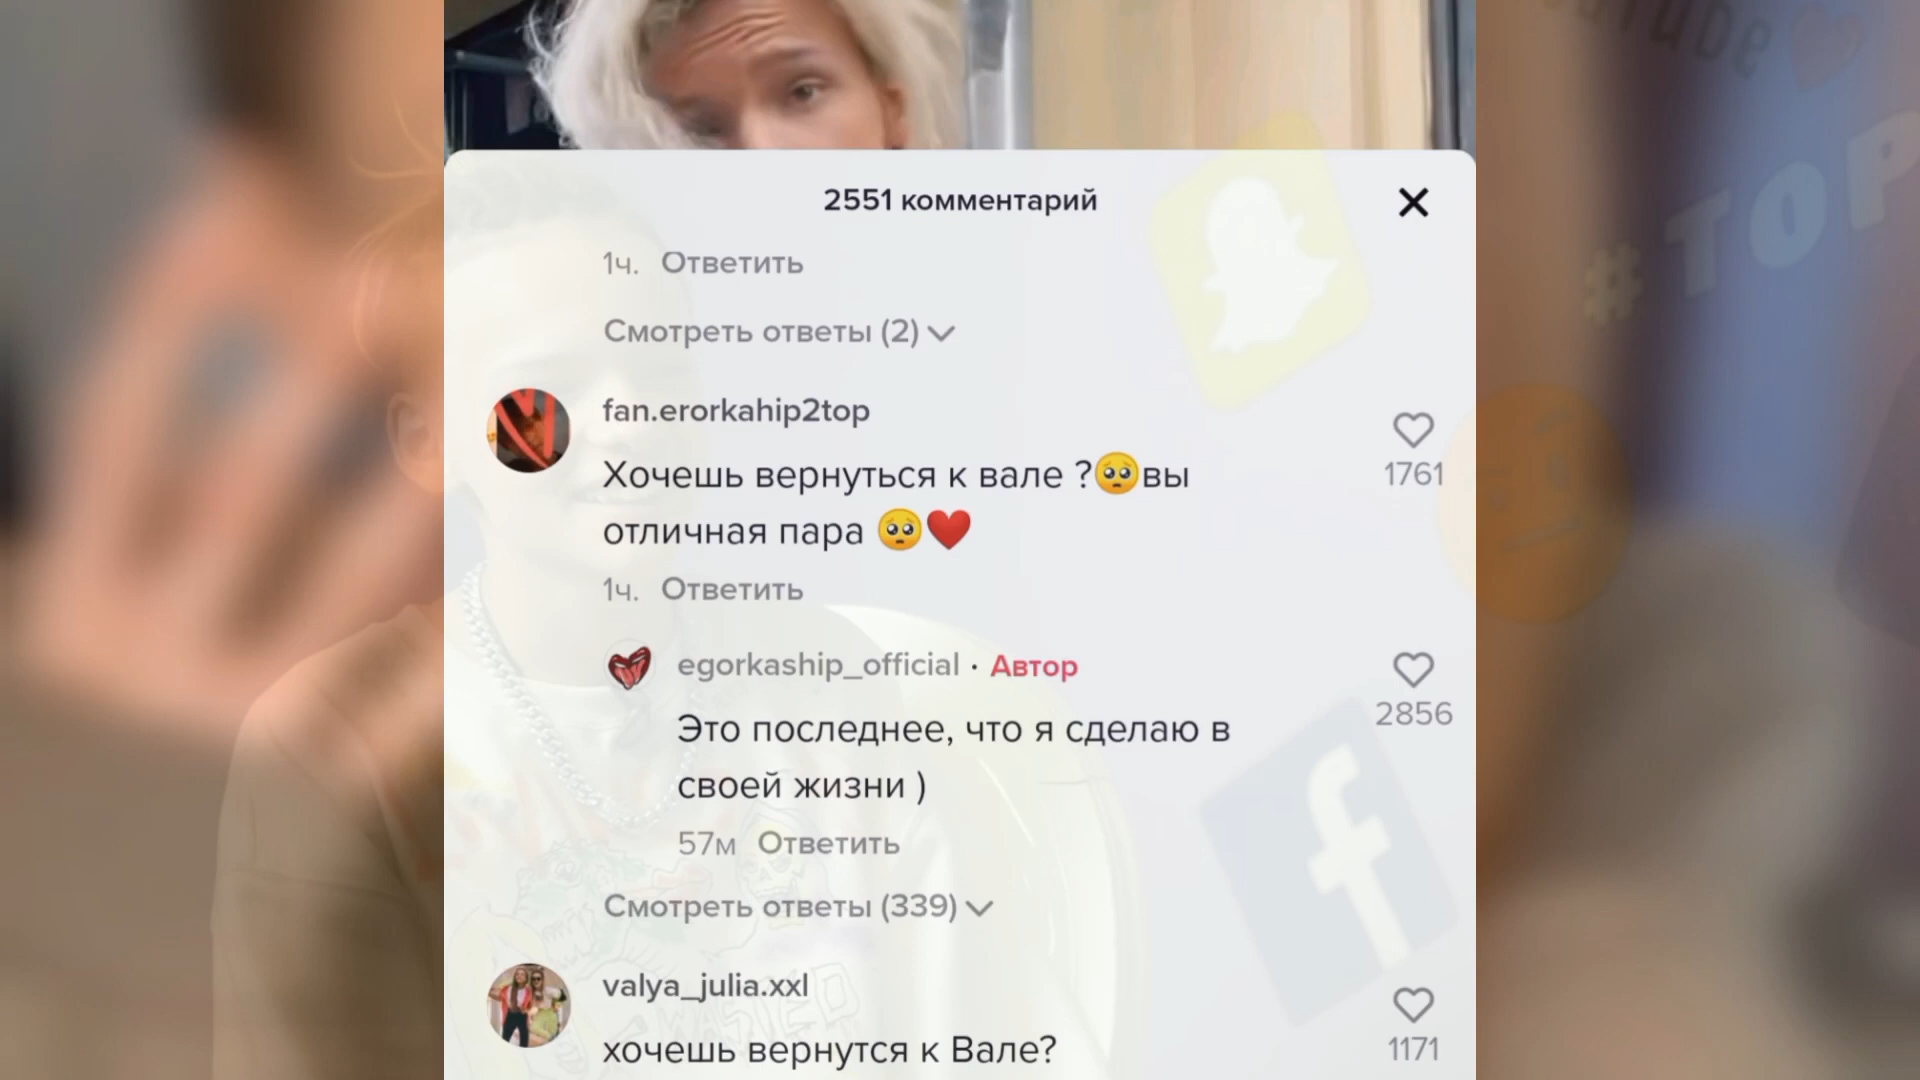 YouTube
# TOP
2551 комментарий
1ч. Ответить
Смотреть ответы (2)
fan.erorkahip2top
Хочешь вернуться к вале ?🥺вы
отличная пара 🥺❤️
1761
1ч. Ответить
egorkaship_official · Автор
Это последнее, что я сделаю в
своей жизни )
2856
57м Ответить
Смотреть ответы (339)
valya_julia.xxl
хочешь вернутся к Вале?
1171